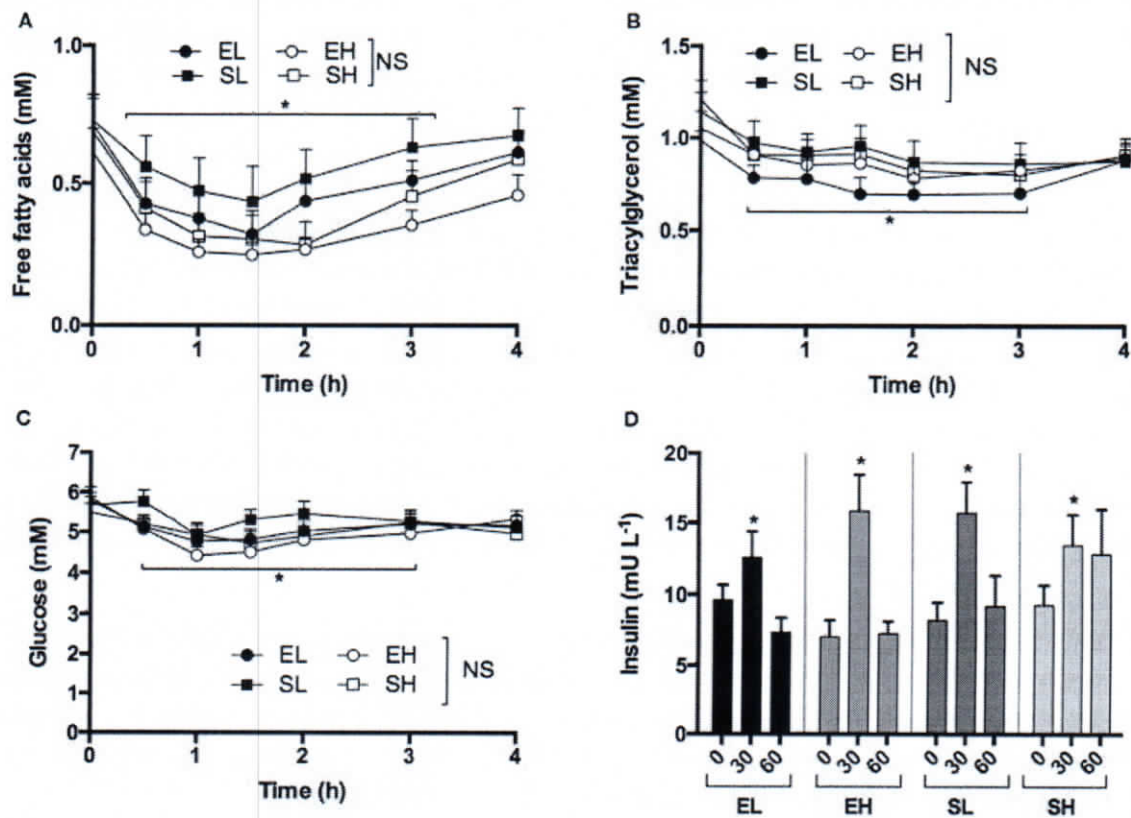 A
EL EH
SL SH
NS
*
Free fatty acids (mM)
1.0
0.5
0.0
0 1 2 3 4
Time (h)
B
EL EH
SL SH
NS
*
Triacylglycerol (mM)
1.5
1.0
0.5
0.0
0 1 2 3 4
Time (h)
C
Glucose (mM)
7
6
5
4
3
2
1
0
*
EL EH
SL SH
NS
0 1 2 3 4
Time (h)
D
Insulin (mU L-1)
20
15
10
5
0
* * * *
0 30 60 0 30 60 0 30 60 0 30 60
EL EH SL SH